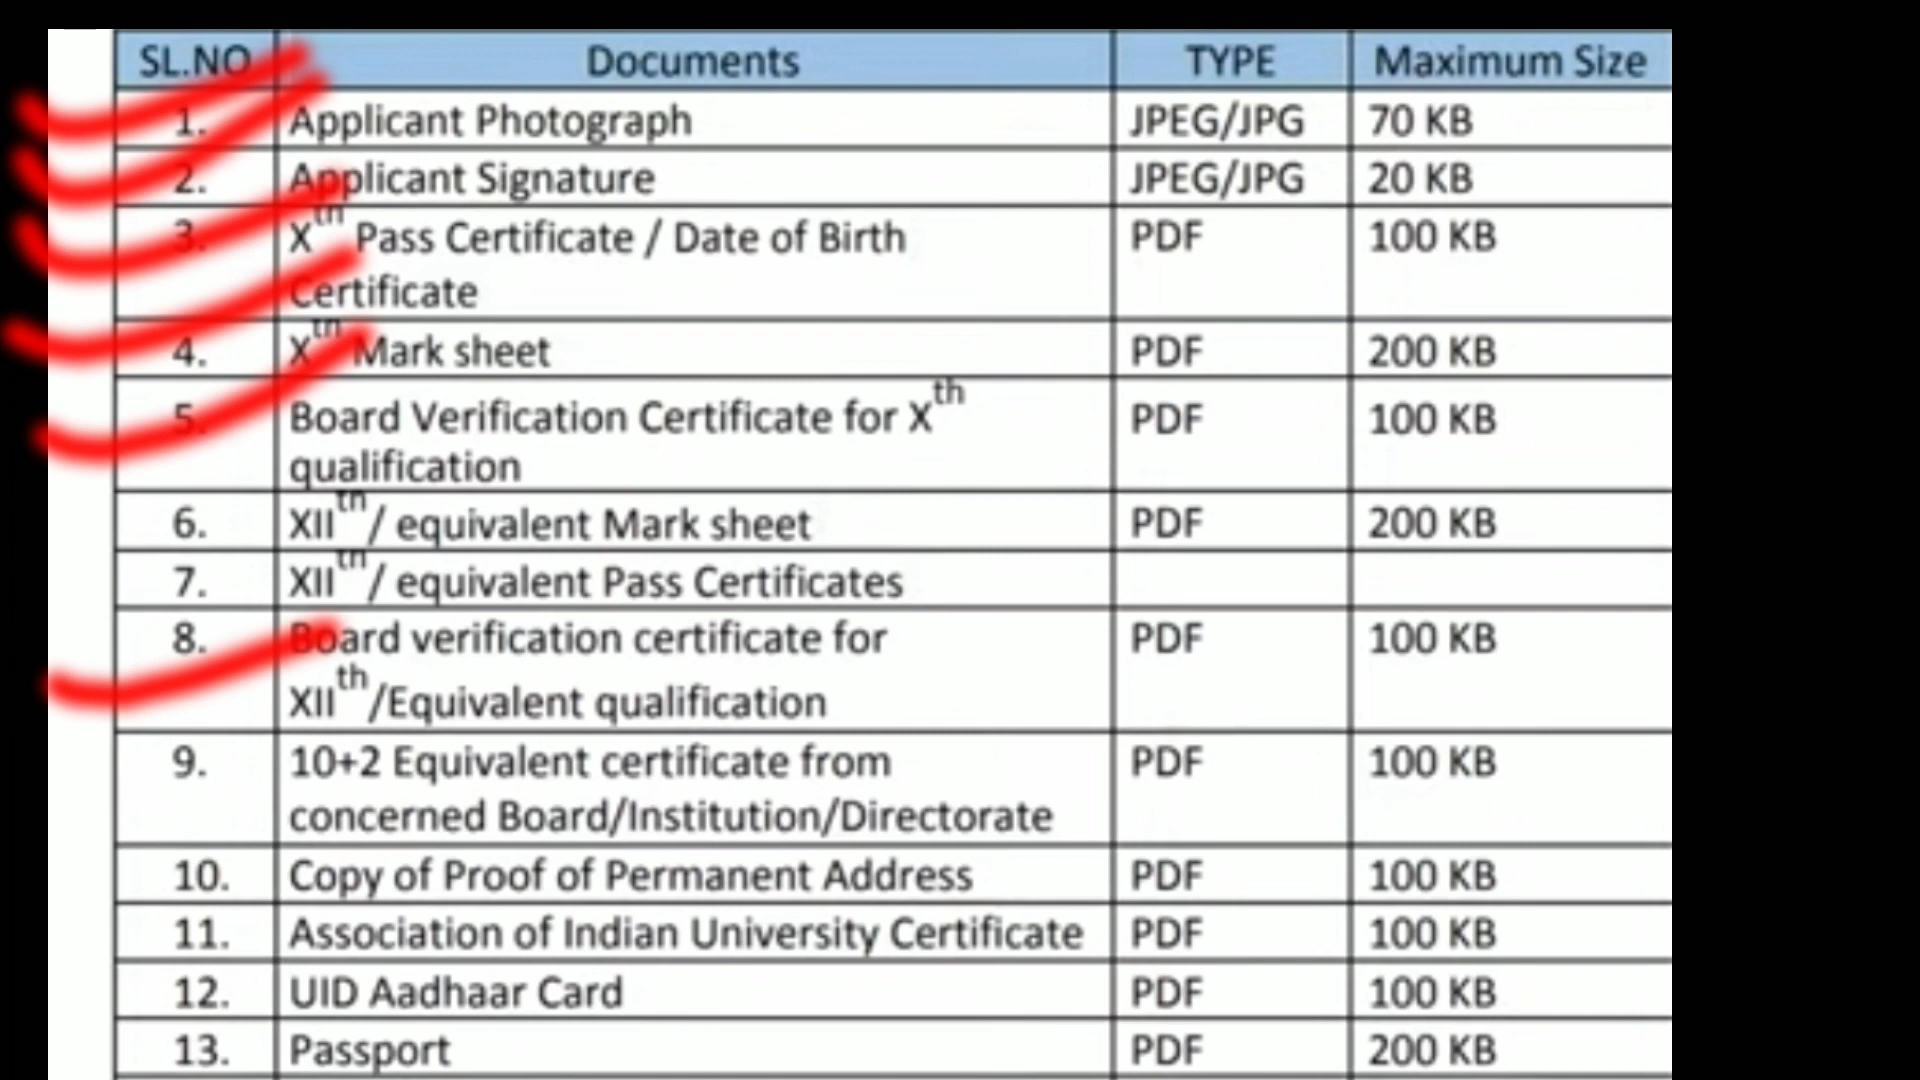 SL.NO Documents TYPE Maximum Size
1. Applicant Photograph JPEG/JPG 70 KB
2. Applicant Signature JPEG/JPG 20 KB
3. Xth Pass Certificate / Date of Birth PDF 100 KB
Certificate
4. Xth Mark sheet PDF 200 KB
5. Board Verification Certificate for Xth PDF 100 KB
qualification
6. XIIth/ equivalent Mark sheet PDF 200 KB
7. XIIth/ equivalent Pass Certificates
8. Board verification certificate for PDF 100 KB
XIIth/Equivalent qualification
9. 10+2 Equivalent certificate from PDF 100 KB
concerned Board/Institution/Directorate
10. Copy of Proof of Permanent Address PDF 100 KB
11. Association of Indian University Certificate PDF 100 KB
12. UID Aadhaar Card PDF 100 KB
13. Passport PDF 200 KB